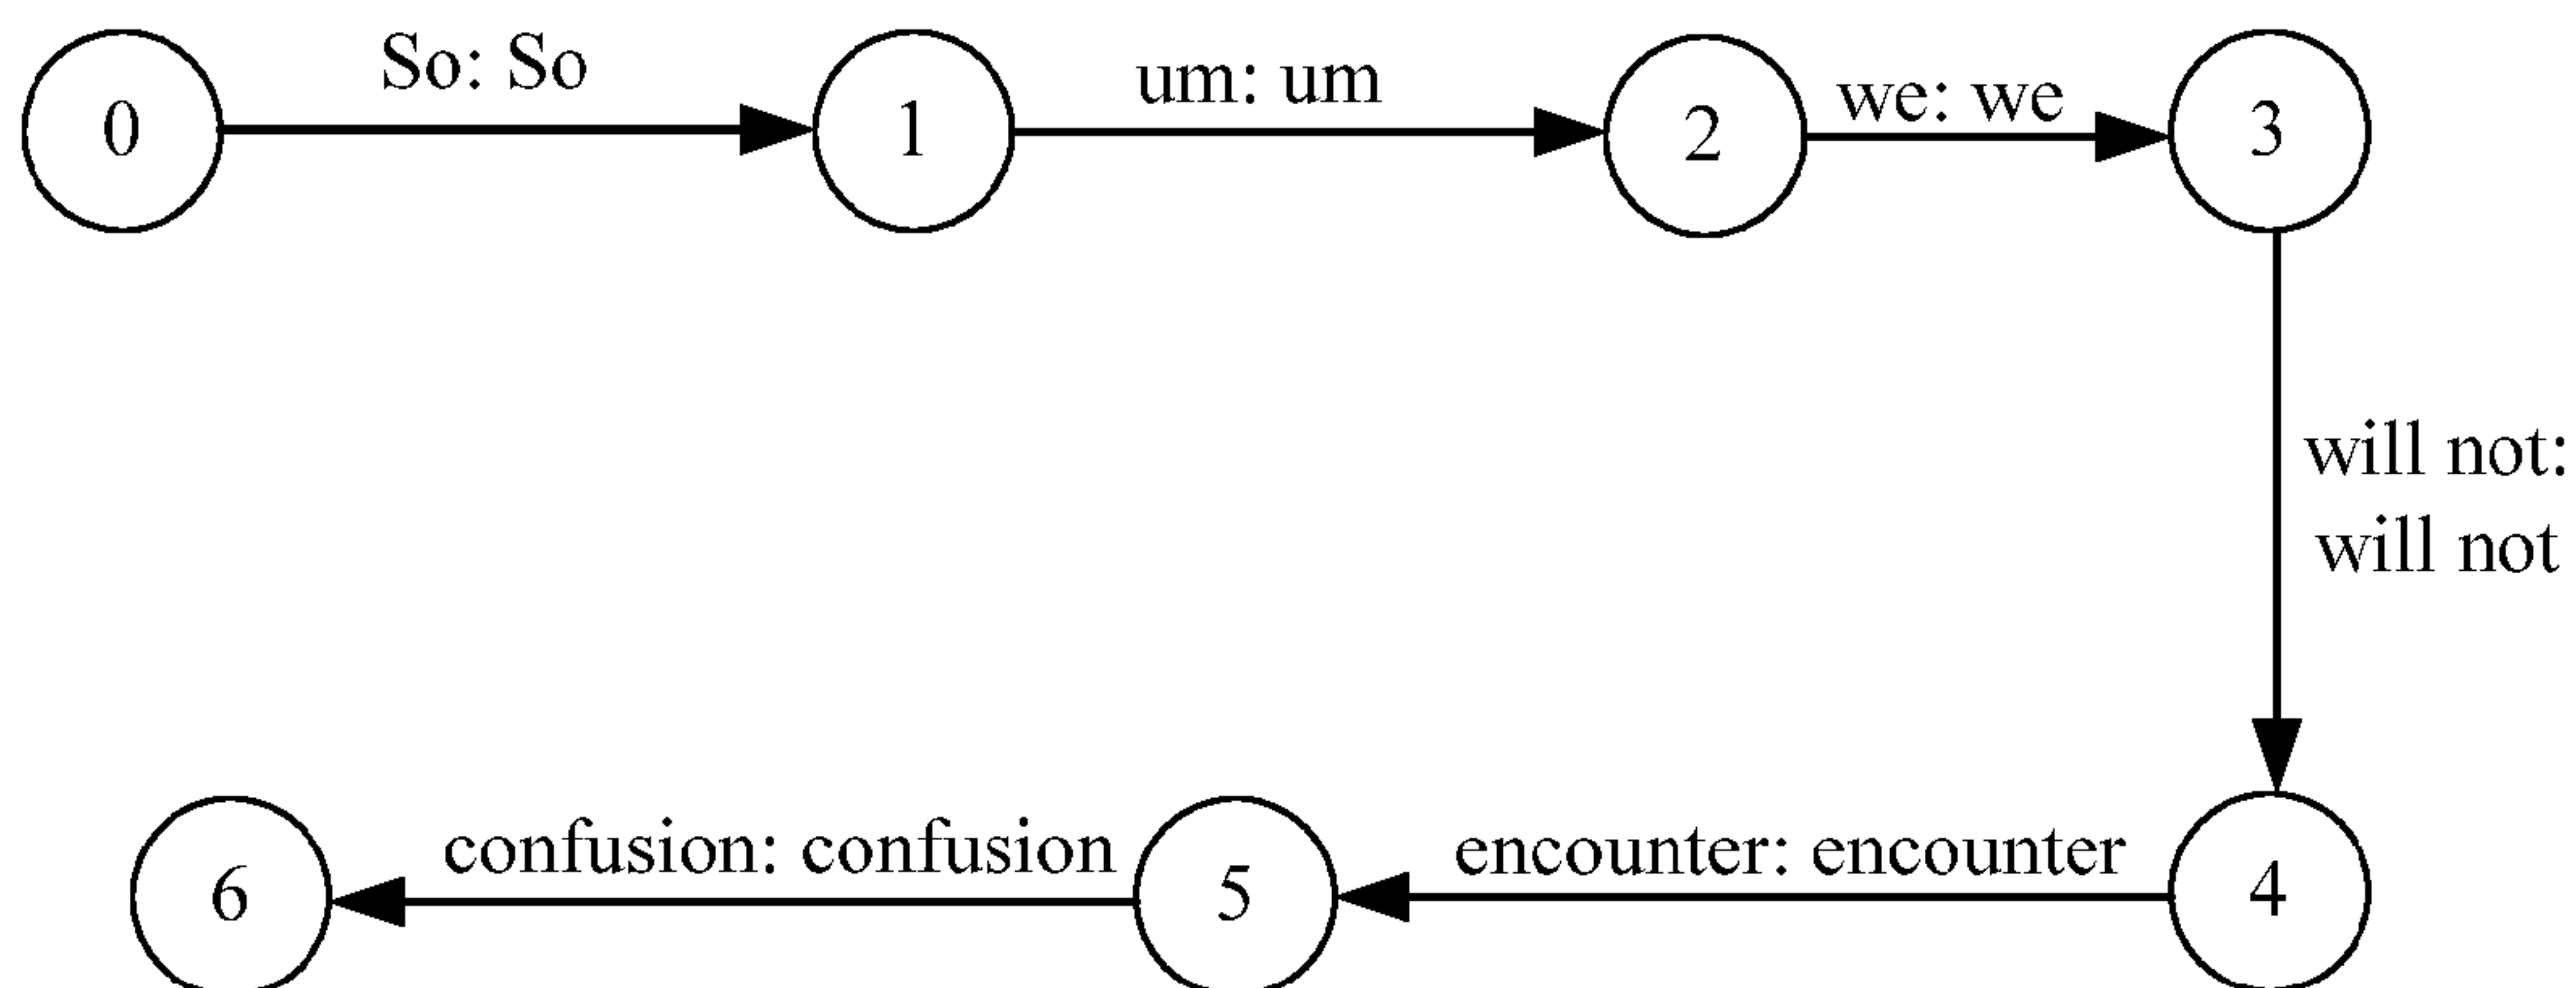 So: So
um: um
we: we
0
1
2
3
will not:
will not
confusion: confusion
encounter: encounter
6
5
4